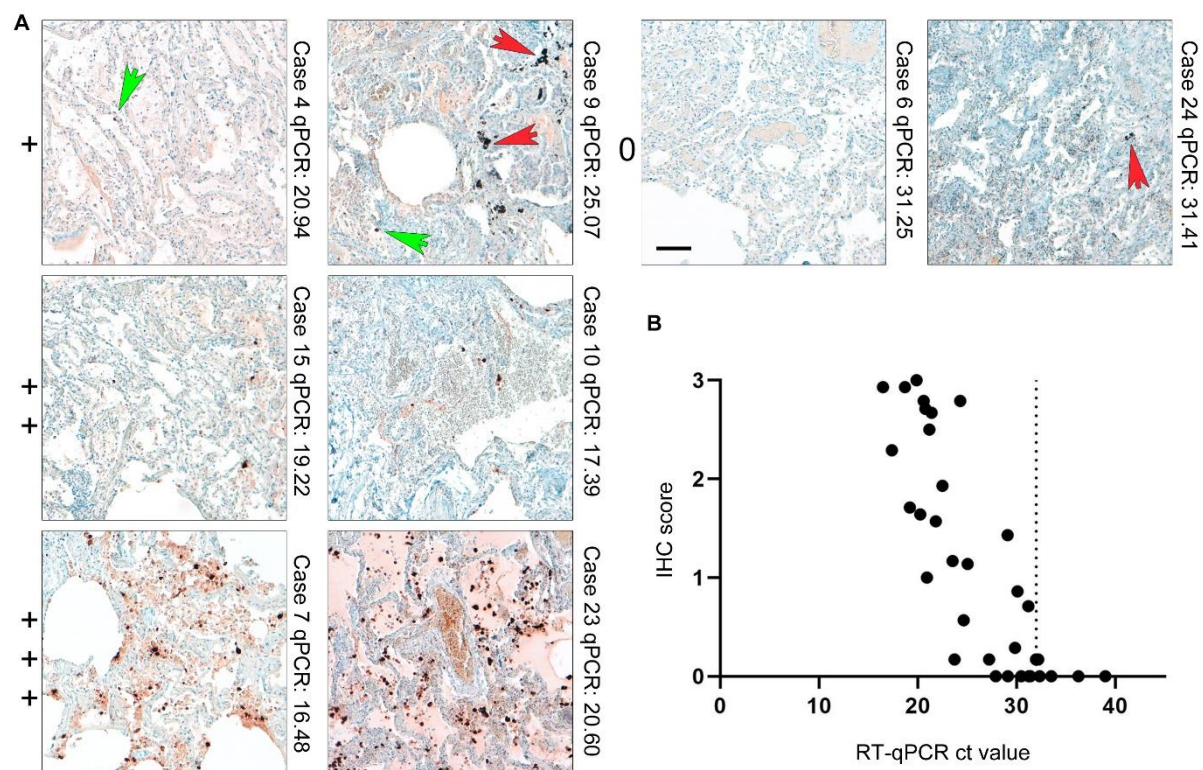 A
+
Case 4 qPCR: 20.94
Case 9 qPCR: 25.07
0
Case 6 qPCR: 31.25
Case 24 qPCR: 31.41
+
+
Case 15 qPCR: 19.22
Case 10 qPCR: 17.39
+
+
+
Case 7 qPCR: 16.48
Case 23 qPCR: 20.60
B
IHC score
3
2
1
0
0
10
20
30
40
RT-qPCR ct value